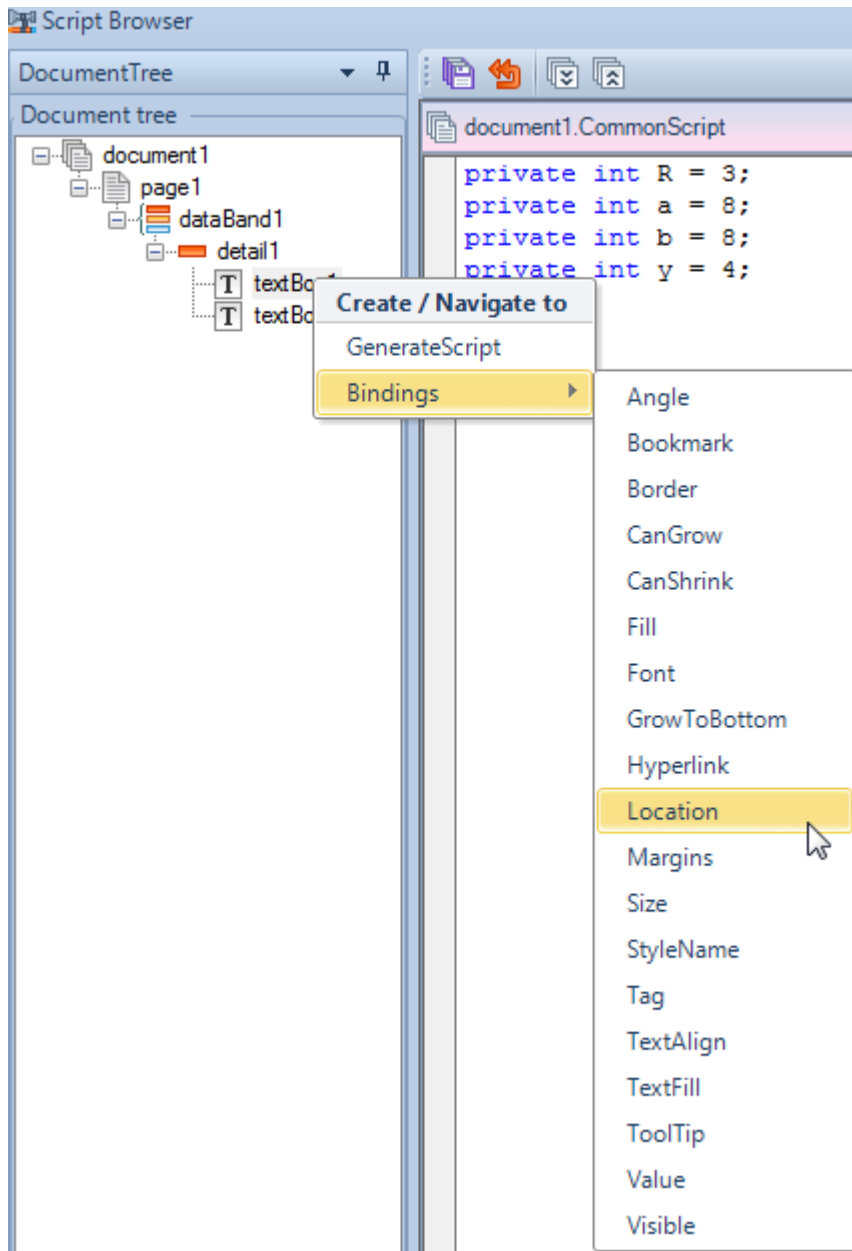 Script Browser
DocumentTree
Document tree
document1
page1
dataBand1
detail1
textBox1
textBo
document1.CommonScript
private int R = 3;
private int a = 8;
private int b = 8;
private int y = 4;
Create / Navigate to
GenerateScript
Bindings
Angle
Bookmark
Border
CanGrow
CanShrink
Fill
Font
GrowToBottom
Hyperlink
Location
Margins
Size
StyleName
Tag
TextAlign
TextFill
ToolTip
Value
Visible